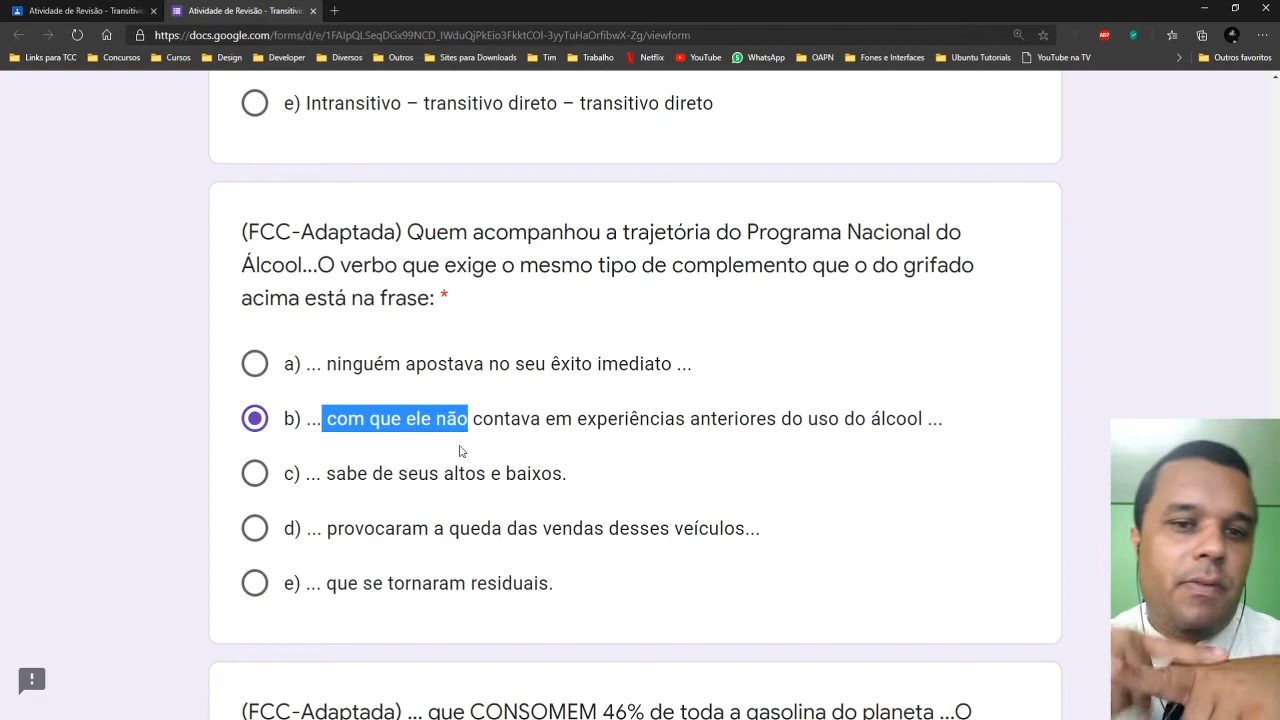 Atividade de Revisão - Transitivi
Atividade de Revisão - Transitivi
https://docs.google.com/forms/d/e/1FAIpQLSeqDGx99NCD_iWduQjPkEio3FkktCOl-3yyTuHaOrfibwX-Zg/viewform
Links para TCC Concursos Cursos Design Developer Diversos Outros Sites para Downloads Tim Trabalho Netflix YouTube WhatsApp OAPN Fones e Interfaces Ubuntu Tutorials YouTube na TV Outros favoritos
e) Intransitivo – transitivo direto – transitivo direto
(FCC-Adaptada) Quem acompanhou a trajetória do Programa Nacional do
Álcool...O verbo que exige o mesmo tipo de complemento que o do grifado
acima está na frase: *
a) ... ninguém apostava no seu êxito imediato ...
b) ... com que ele não contava em experiências anteriores do uso do álcool ...
c) ... sabe de seus altos e baixos.
d) ... provocaram a queda das vendas desses veículos...
e) ... que se tornaram residuais.
(FCC-Adaptada) ... que CONSOMEM 46% de toda a gasolina do planeta ...O